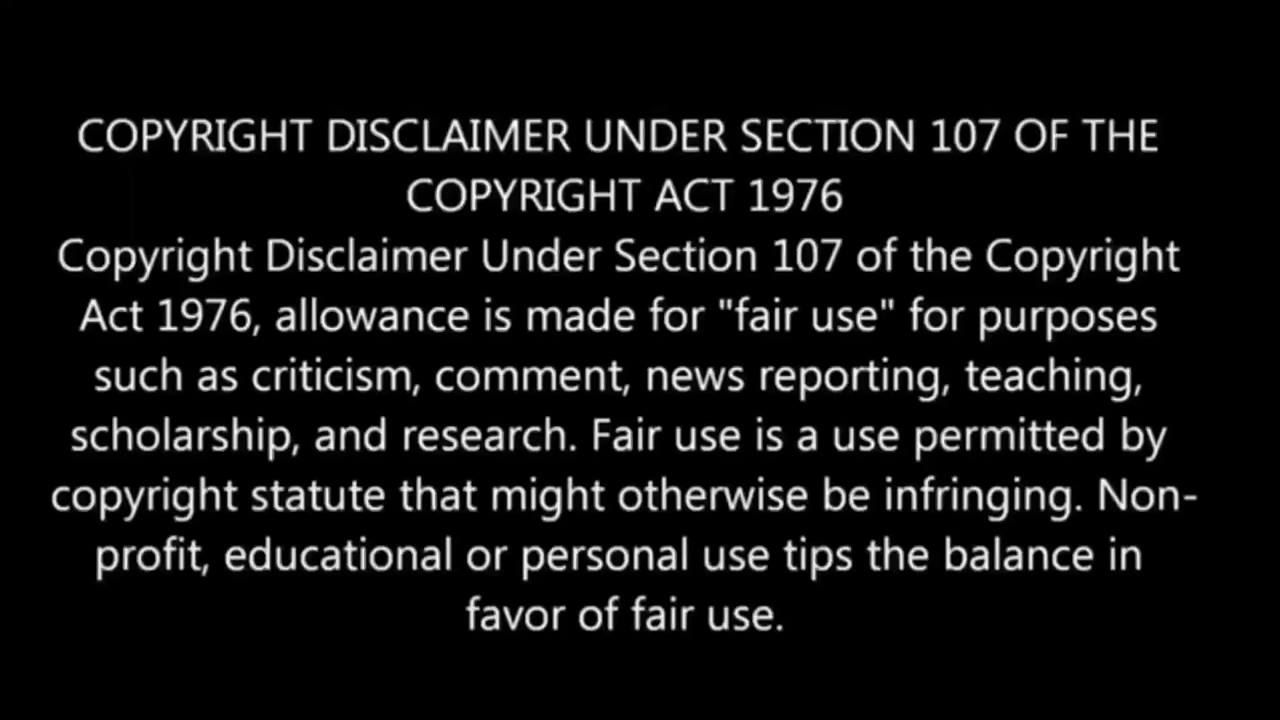 COPYRIGHT DISCLAIMER UNDER SECTION 107 OF THE
COPYRIGHT ACT 1976
Copyright Disclaimer Under Section 107 of the Copyright
Act 1976, allowance is made for "fair use" for purposes
such as criticism, comment, news reporting, teaching,
scholarship, and research. Fair use is a use permitted by
copyright statute that might otherwise be infringing. Non-
profit, educational or personal use tips the balance in
favor of fair use.